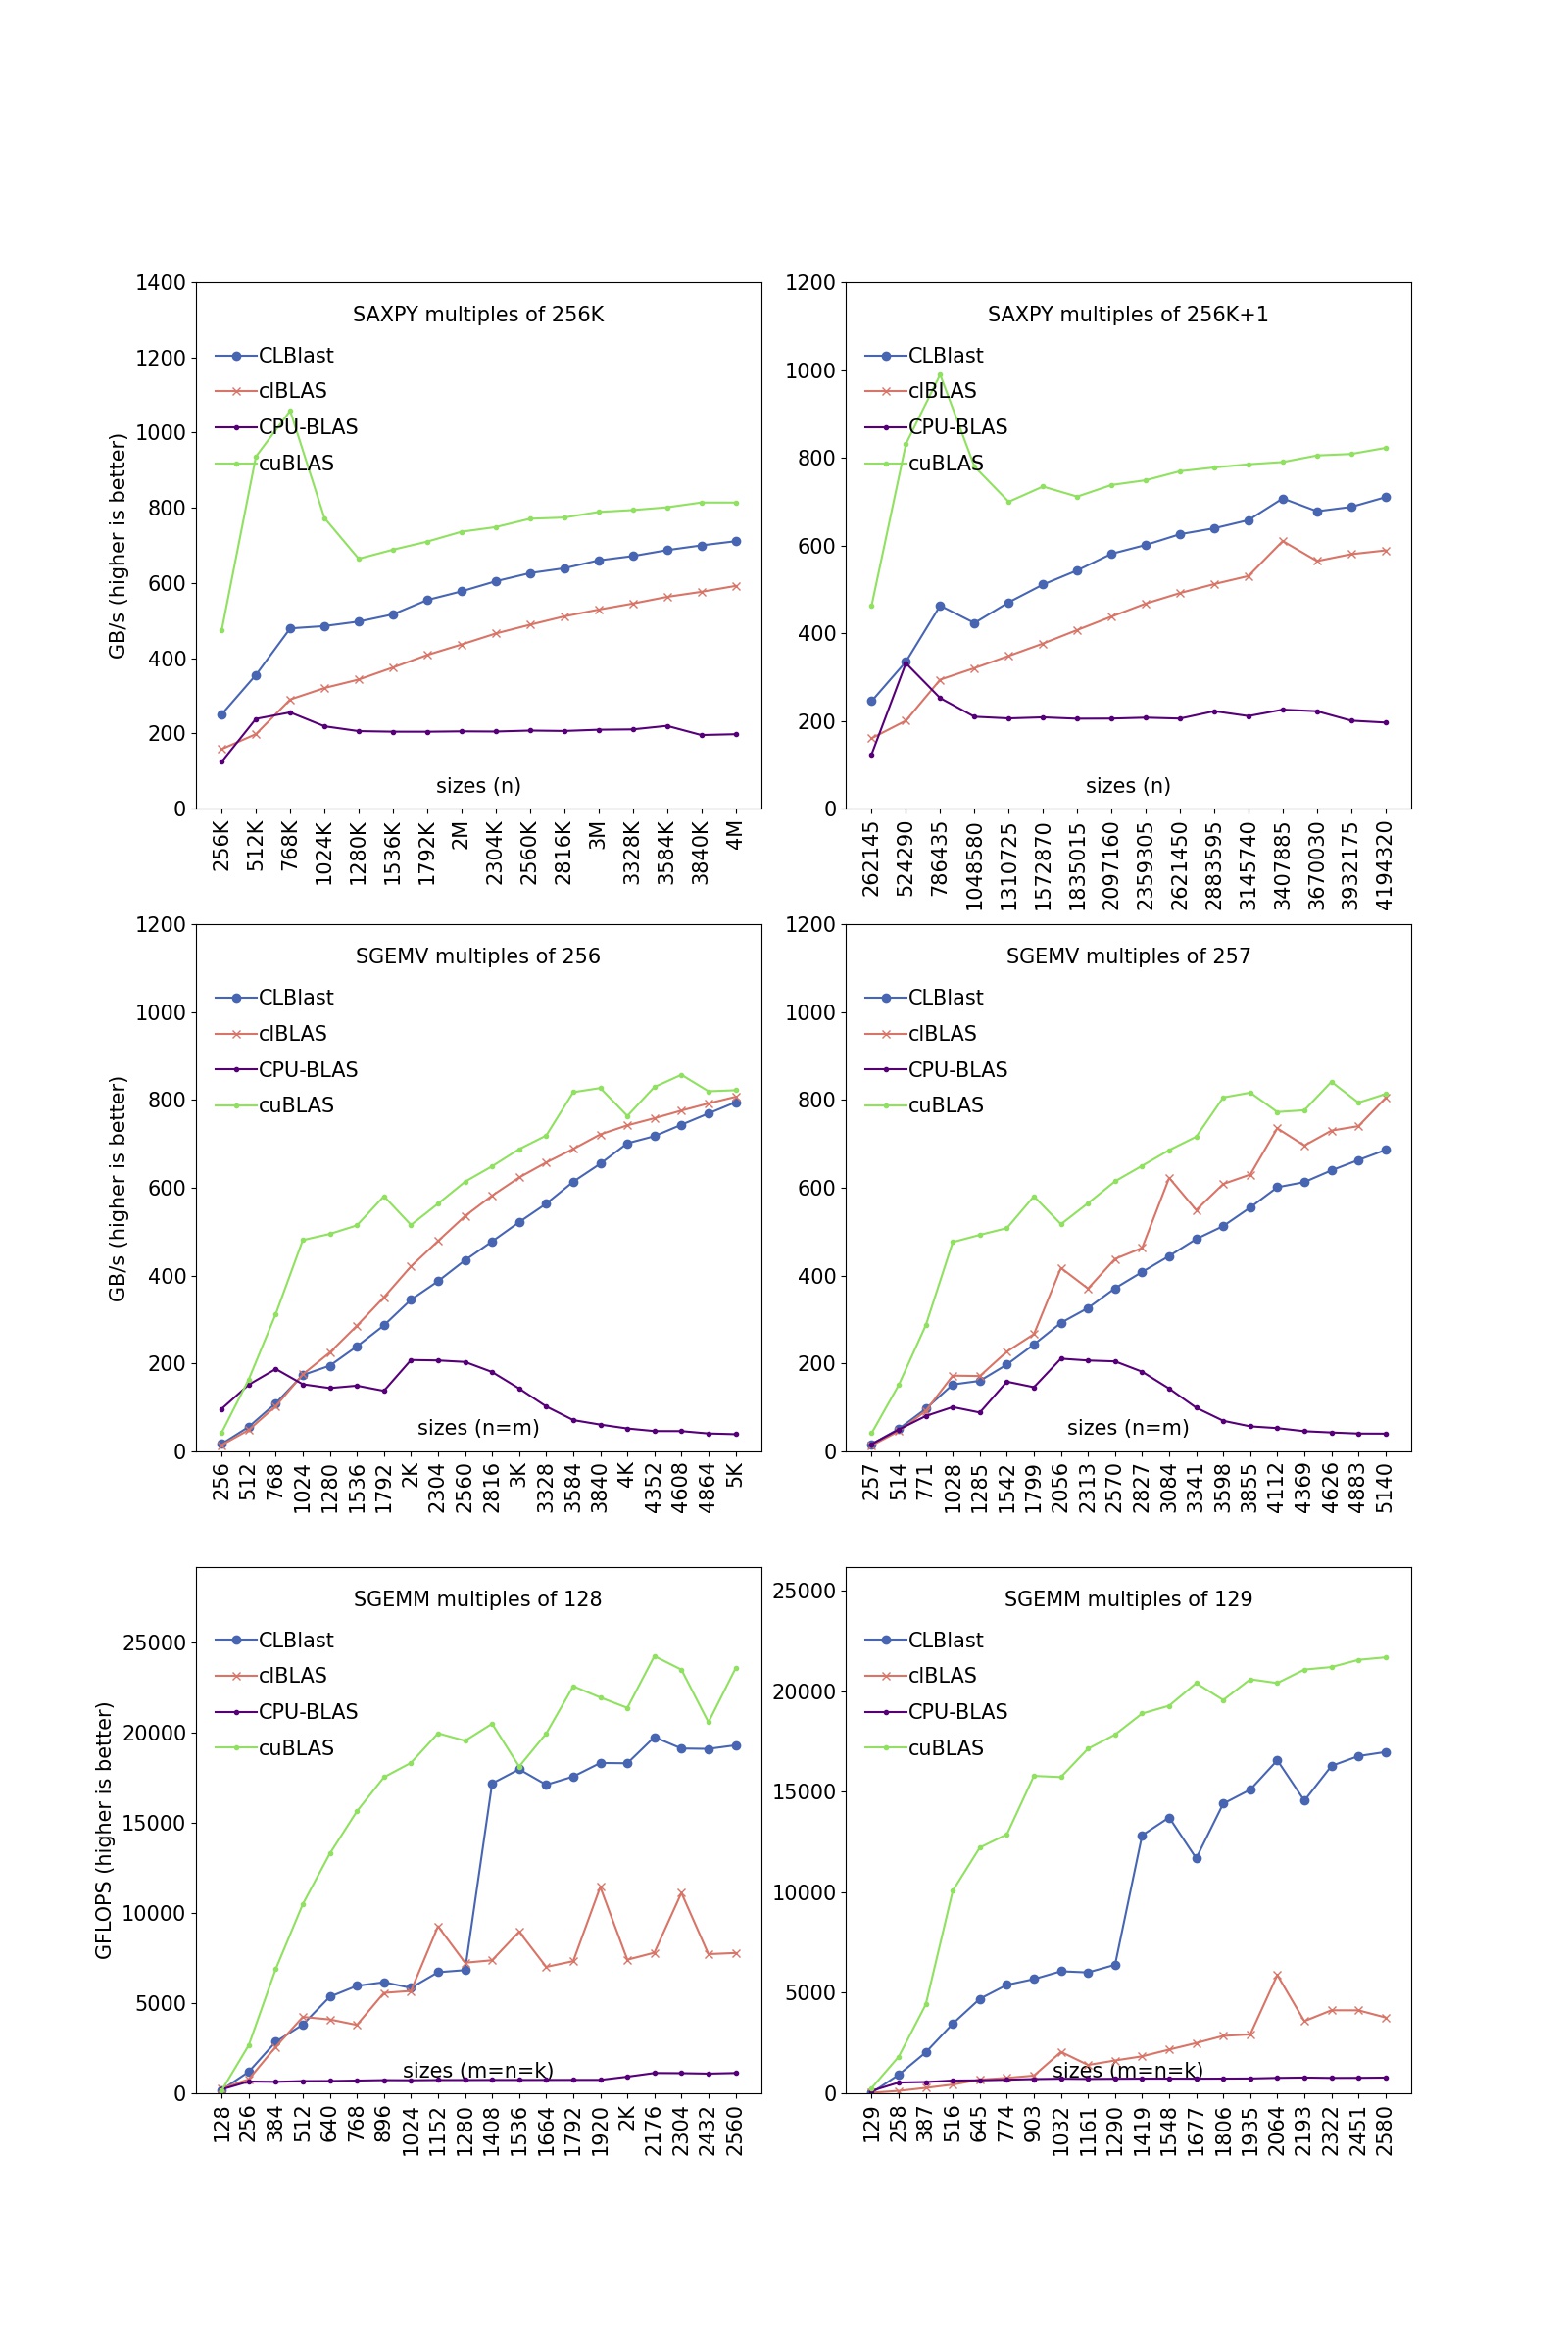 SAXPY multiples of 256K
CLBlast
clBLAS
CPU-BLAS
cuBLAS
GB/s (higher is better)
1400
1200
1000
800
600
400
200
0
sizes (n)
256K
512K
768K
1024K
1280K
1536K
1792K
2M
2304K
2560K
2816K
3M
3328K
3584K
3840K
4M
SAXPY multiples of 256K+1
CLBlast
clBLAS
CPU-BLAS
cuBLAS
1200
1000
800
600
400
200
0
sizes (n)
262145
524290
786435
1048580
1310725
1572870
1835015
2097160
2359305
2621450
2883595
3145740
3407885
3670030
3932175
4194320
SGEMV multiples of 256
CLBlast
clBLAS
CPU-BLAS
cuBLAS
GB/s (higher is better)
1200
1000
800
600
400
200
0
sizes (n=m)
256
512
768
1024
1280
1536
1792
2K
2304
2560
2816
3K
3328
3584
3840
4K
4352
4608
4864
5K
SGEMV multiples of 257
CLBlast
clBLAS
CPU-BLAS
cuBLAS
1200
1000
800
600
400
200
0
sizes (n=m)
257
514
771
1028
1285
1542
1799
2056
2313
2570
2827
3084
3341
3598
3855
4112
4369
4626
4883
5140
SGEMM multiples of 128
CLBlast
clBLAS
CPU-BLAS
cuBLAS
GFLOPS (higher is better)
25000
20000
15000
10000
5000
0
sizes (m=n=k)
128
256
384
512
640
768
896
1024
1152
1280
1408
1536
1664
1792
1920
2K
2176
2304
2432
2560
SGEMM multiples of 129
CLBlast
clBLAS
CPU-BLAS
cuBLAS
25000
20000
15000
10000
5000
0
sizes (m=n=k)
129
258
387
516
645
774
903
1032
1161
1290
1419
1548
1677
1806
1935
2064
2193
2322
2451
2580